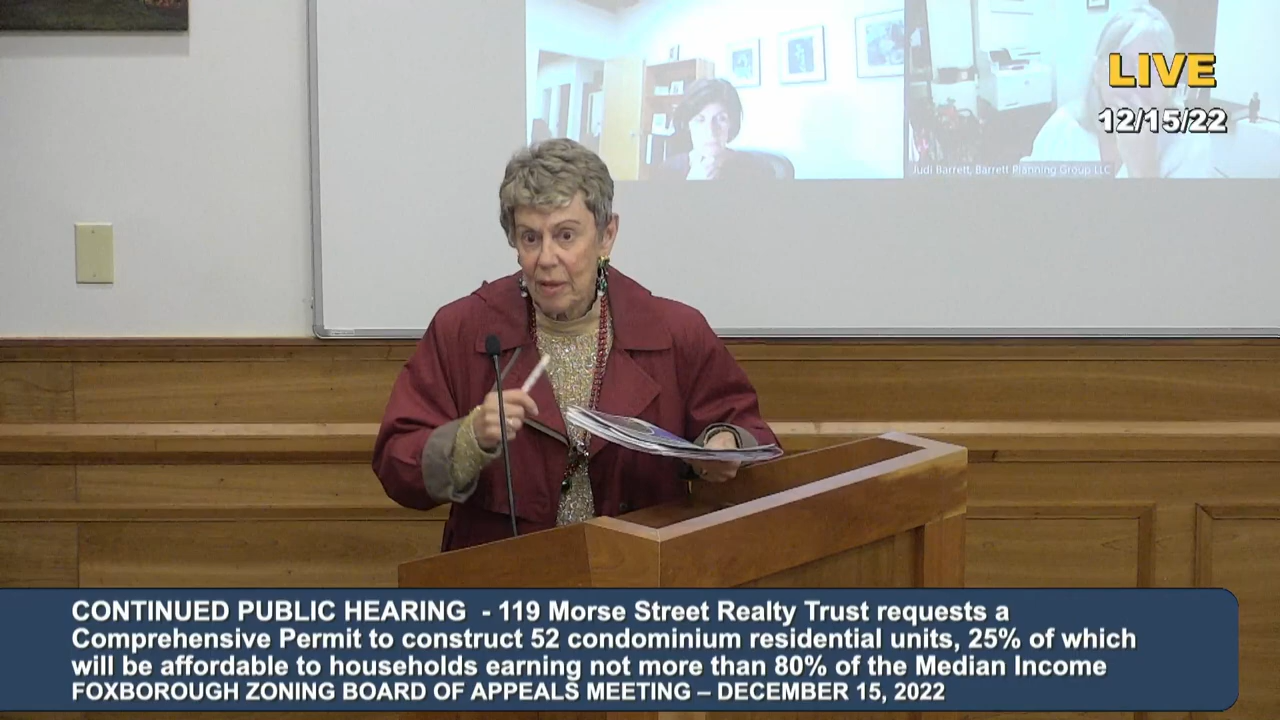 LIVE
12/15/22
Judi Barrett, Barrett Planning Group LLC
CONTINUED PUBLIC HEARING - 119 Morse Street Realty Trust requests a
Comprehensive Permit to construct 52 condominium residential units, 25% of which
will be affordable to households earning not more than 80% of the Median Income
FOXBOROUGH ZONING BOARD OF APPEALS MEETING – DECEMBER 15, 2022